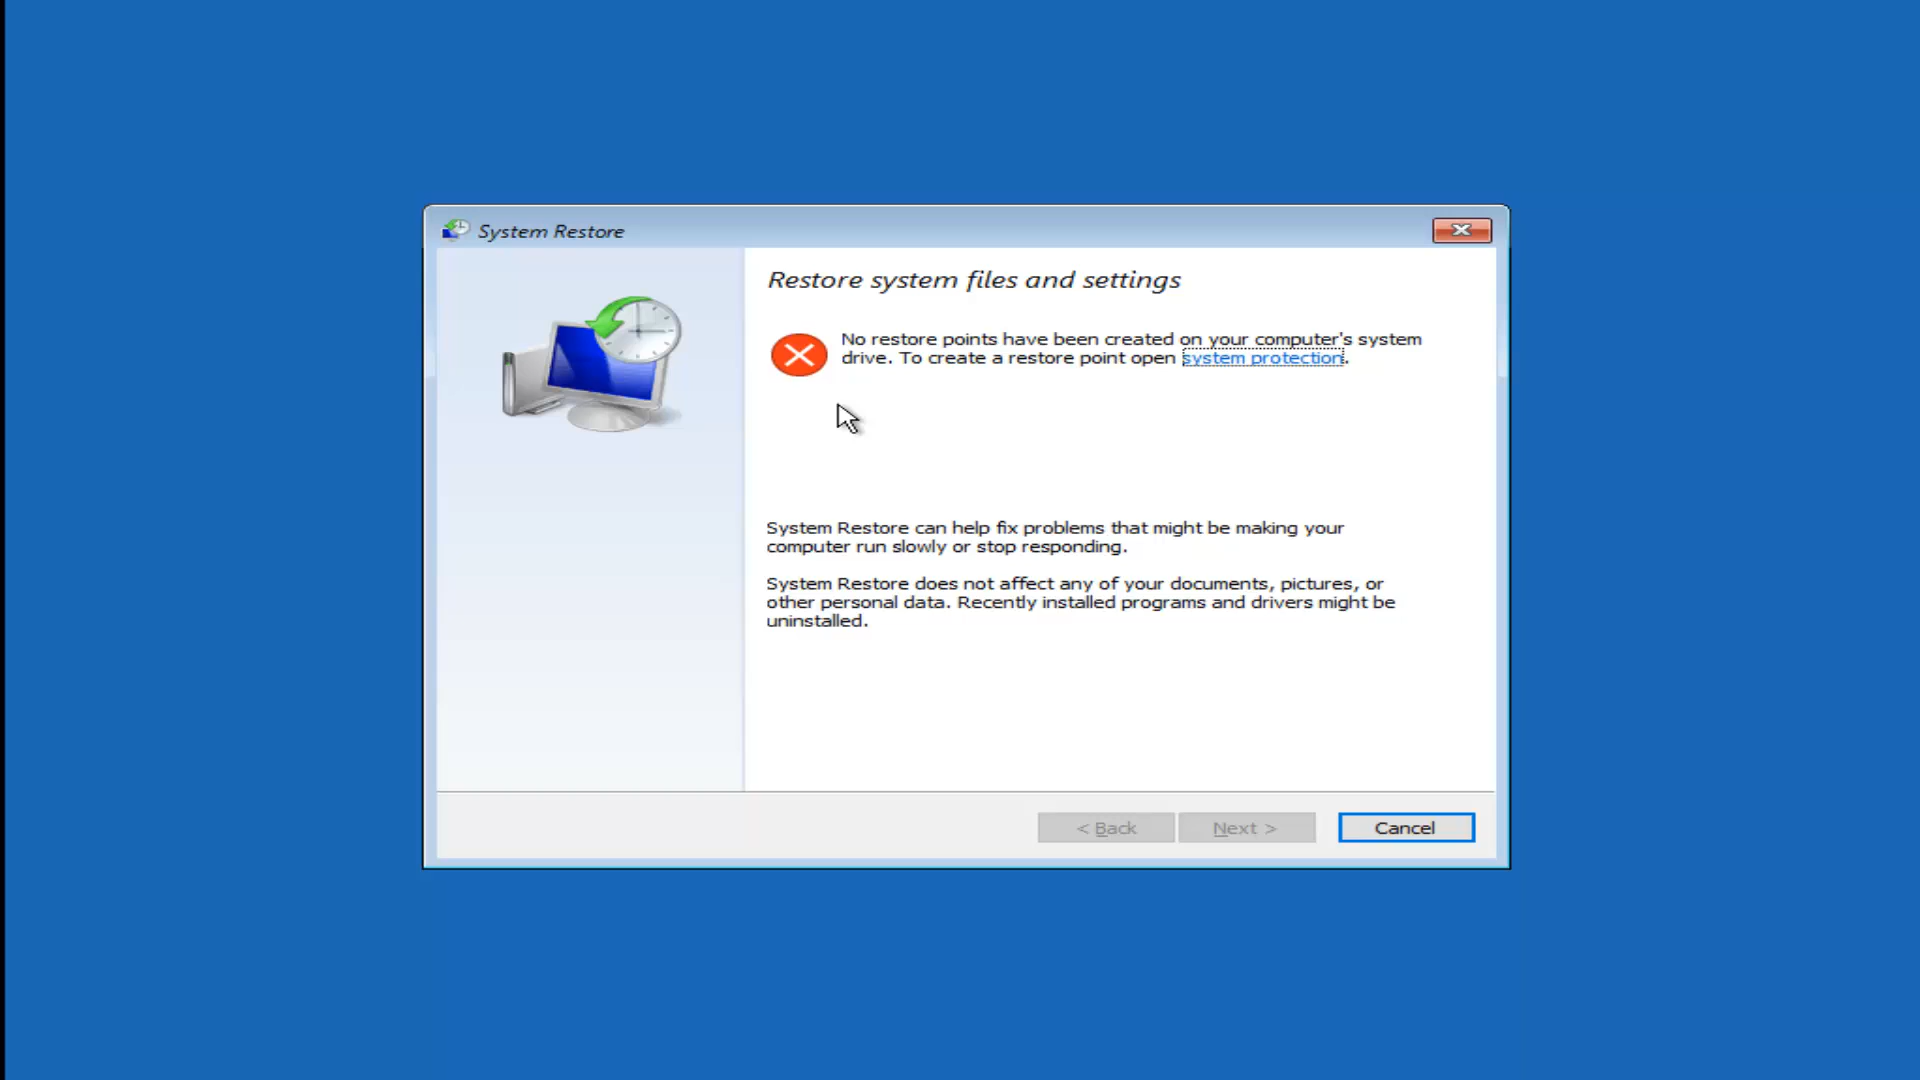 System Restore
Restore system files and settings
No restore points have been created on your computer's system
drive. To create a restore point open system protection.
System Restore can help fix problems that might be making your
computer run slowly or stop responding.
System Restore does not affect any of your documents, pictures, or
other personal data. Recently installed programs and drivers might be
uninstalled.
< Back Next > Cancel